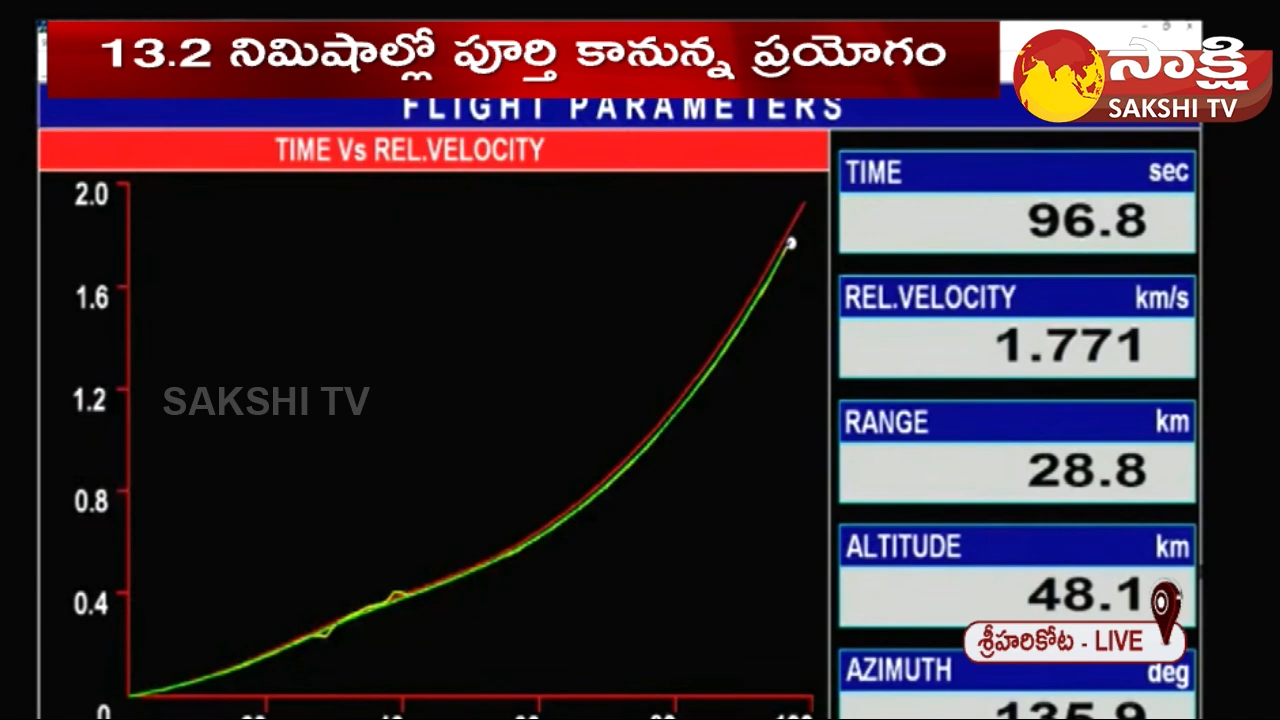 13.2 నిమిషాల్లో పూర్తి కానున్న ప్రయోగం
సాక్షి
SAKSHI TV
FLIGHT PARAMETERS
TIME Vs REL.VELOCITY
2.0
1.6
1.2
0.8
0.4
0
SAKSHI TV
TIME sec
96.8
REL.VELOCITY km/s
1.771
RANGE km
28.8
ALTITUDE km
48.1
శ్రీహరికోట - LIVE
AZIMUTH deg
135.9